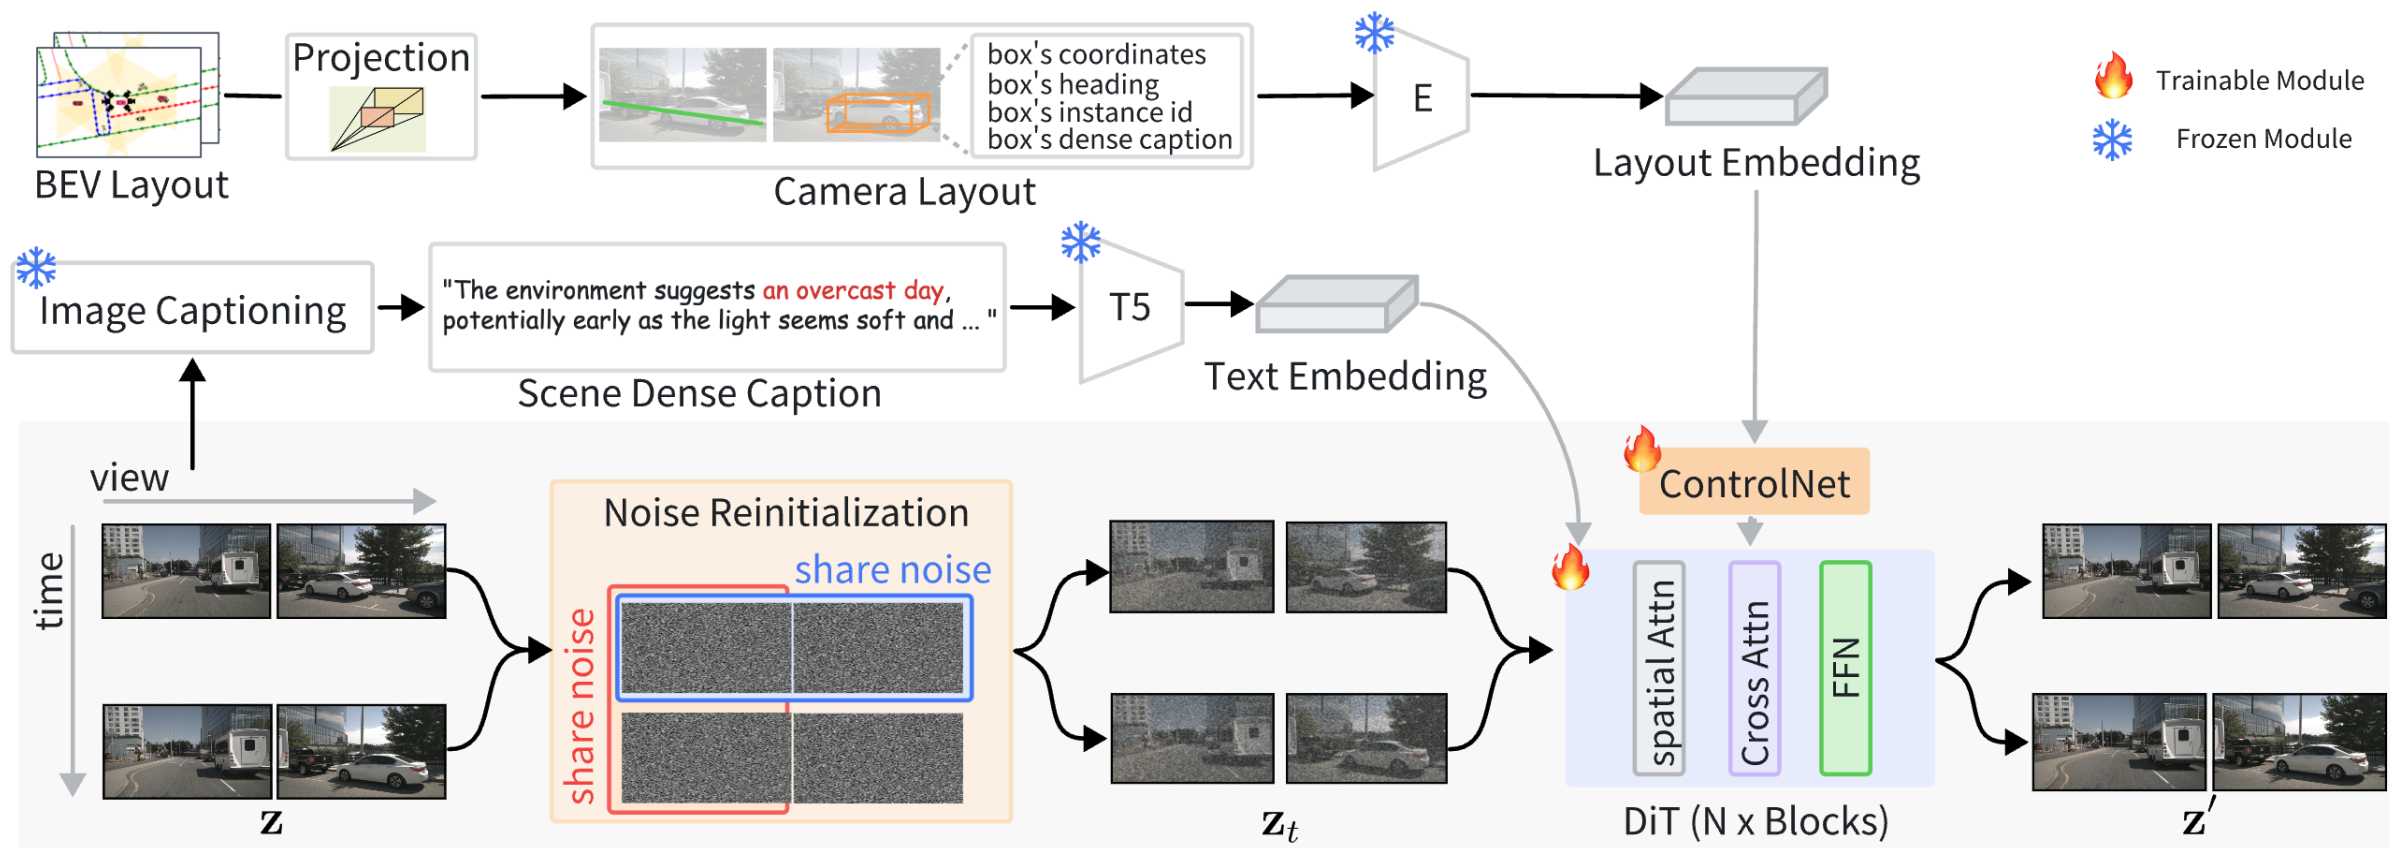 BEV Layout
Projection
box's coordinates
box's heading
box's instance id
box's dense caption
Camera Layout
E
Layout Embedding
Trainable Module
Frozen Module
Image Captioning
"The environment suggests an overcast day,
potentially early as the light seems soft and ... "
Scene Dense Caption
T5
Text Embedding
view
time
z
Noise Reinitialization
share noise
share noise
z_t
ControlNet
spatial Attn
Cross Attn
FFN
DiT (N x Blocks)
z′